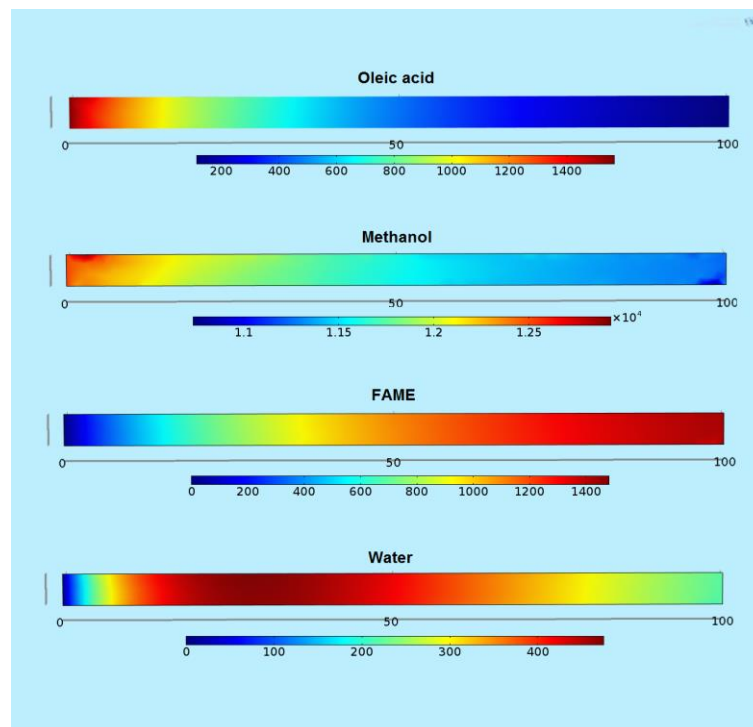 Oleic acid
0 50 100
200 400 600 800 1000 1200 1400
Methanol
0 50 100
1.1 1.15 1.2 1.25 ×10⁴
FAME
0 50 100
0 200 400 600 800 1000 1200 1400
Water
0 50 100
0 100 200 300 400